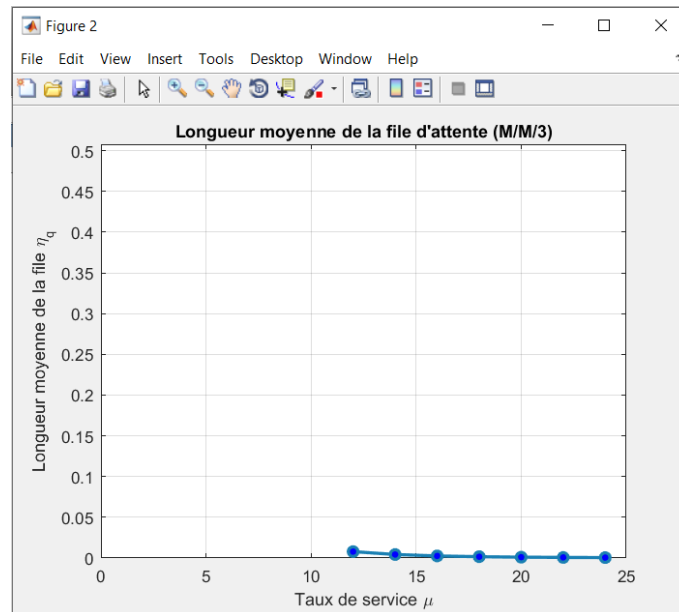 Figure 2
File Edit View Insert Tools Desktop Window Help
Longueur moyenne de la file d'attente (M/M/3)
0.5
0.45
0.4
0.35
0.3
0.25
0.2
0.15
0.1
0.05
0
Longueur moyenne de la file η_q
0 5 10 15 20 25
Taux de service μ